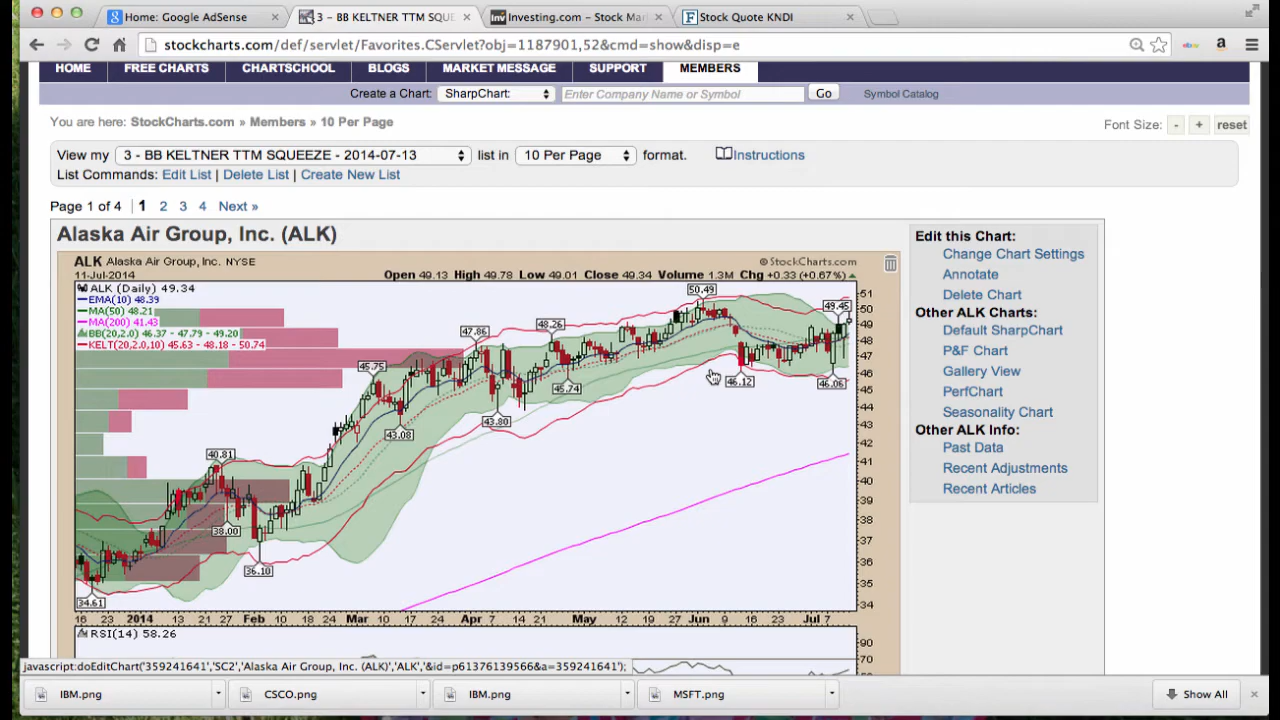 Home: Google AdSense
3 - BB KELTNER TTM SQUE
Investing.com - Stock Mar
Stock Quote KNDI
stockcharts.com/def/servlet/Favorites.CServlet?obj=1187901,52&cmd=show&disp=e
HOME FREE CHARTS CHARTSCHOOL BLOGS MARKET MESSAGE SUPPORT MEMBERS
Create a Chart: SharpChart: Enter Company Name or Symbol Go Symbol Catalog
You are here: StockCharts.com » Members » 10 Per Page
Font Size: - + reset
View my 3 - BB KELTNER TTM SQUEEZE - 2014-07-13 list in 10 Per Page format. Instructions
List Commands: Edit List | Delete List | Create New List
Page 1 of 4 | 1 2 3 4 Next »
Alaska Air Group, Inc. (ALK)
ALK Alaska Air Group, Inc. NYSE
© StockCharts.com
11-Jul-2014
Open 49.13 High 49.78 Low 49.01 Close 49.34 Volume 1.3M Chg +0.33 (+0.67%)
ALK (Daily) 49.34
EMA(10) 48.39
MA(50) 48.21
MA(200) 41.43
BB(20,2.0) 46.37 - 47.79 - 49.20
KELT(20,2.0,10) 45.63 - 48.18 - 50.74
50.49
49.45
48.26
47.86
45.75
46.12
46.06
45.74
43.80
43.08
40.81
38.00
36.10
34.61
51
50
49
48
47
46
45
44
43
42
41
40
39
38
37
36
35
34
16 23 2014 13 21 27 Feb 10 18 24 Mar 10 17 24 Apr 7 14 21 May 12 19 27 Jun 9 16 23 Jul 7
RSI(14) 58.26
90
70
Edit this Chart:
Change Chart Settings
Annotate
Delete Chart
Other ALK Charts:
Default SharpChart
P&F Chart
Gallery View
PerfChart
Seasonality Chart
Other ALK Info:
Past Data
Recent Adjustments
Recent Articles
javascript:doEditChart('359241641','SC2','Alaska Air Group, Inc. (ALK)','ALK','&id=p61376139566&a=359241641');
IBM.png
CSCO.png
IBM.png
MSFT.png
Show All